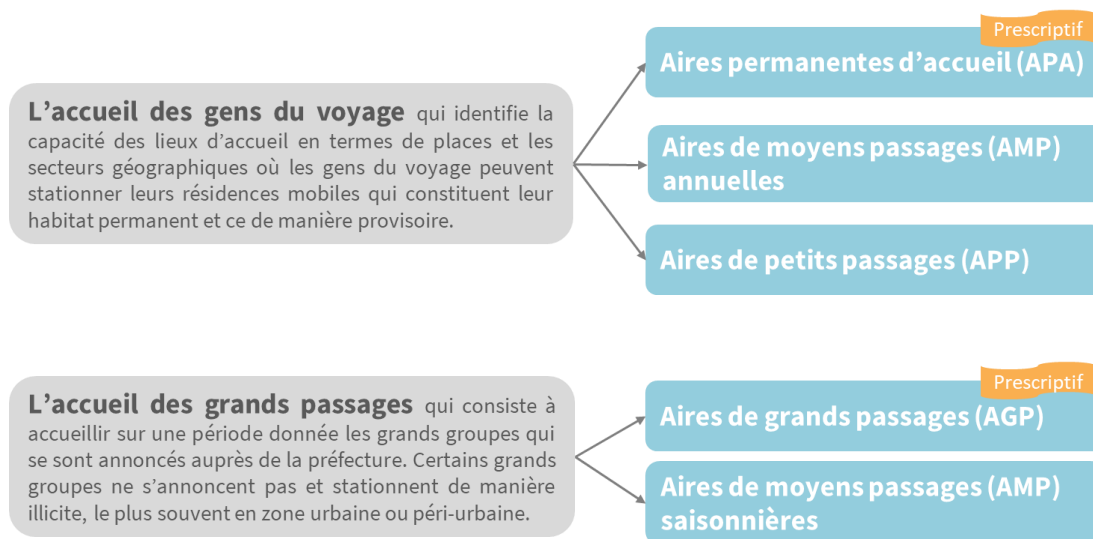 L’accueil des gens du voyage qui identifie la
capacité des lieux d’accueil en termes de places et les
secteurs géographiques où les gens du voyage peuvent
stationner leurs résidences mobiles qui constituent leur
habitat permanent et ce de manière provisoire.
Prescriptif
Aires permanentes d’accueil (APA)
Aires de moyens passages (AMP)
annuelles
Aires de petits passages (APP)
L’accueil des grands passages qui consiste à
accueillir sur une période donnée les grands groupes qui
se sont annoncés auprès de la préfecture. Certains grands
groupes ne s’annoncent pas et stationnent de manière
illicite, le plus souvent en zone urbaine ou péri-urbaine.
Prescriptif
Aires de grands passages (AGP)
Aires de moyens passages (AMP)
saisonnières